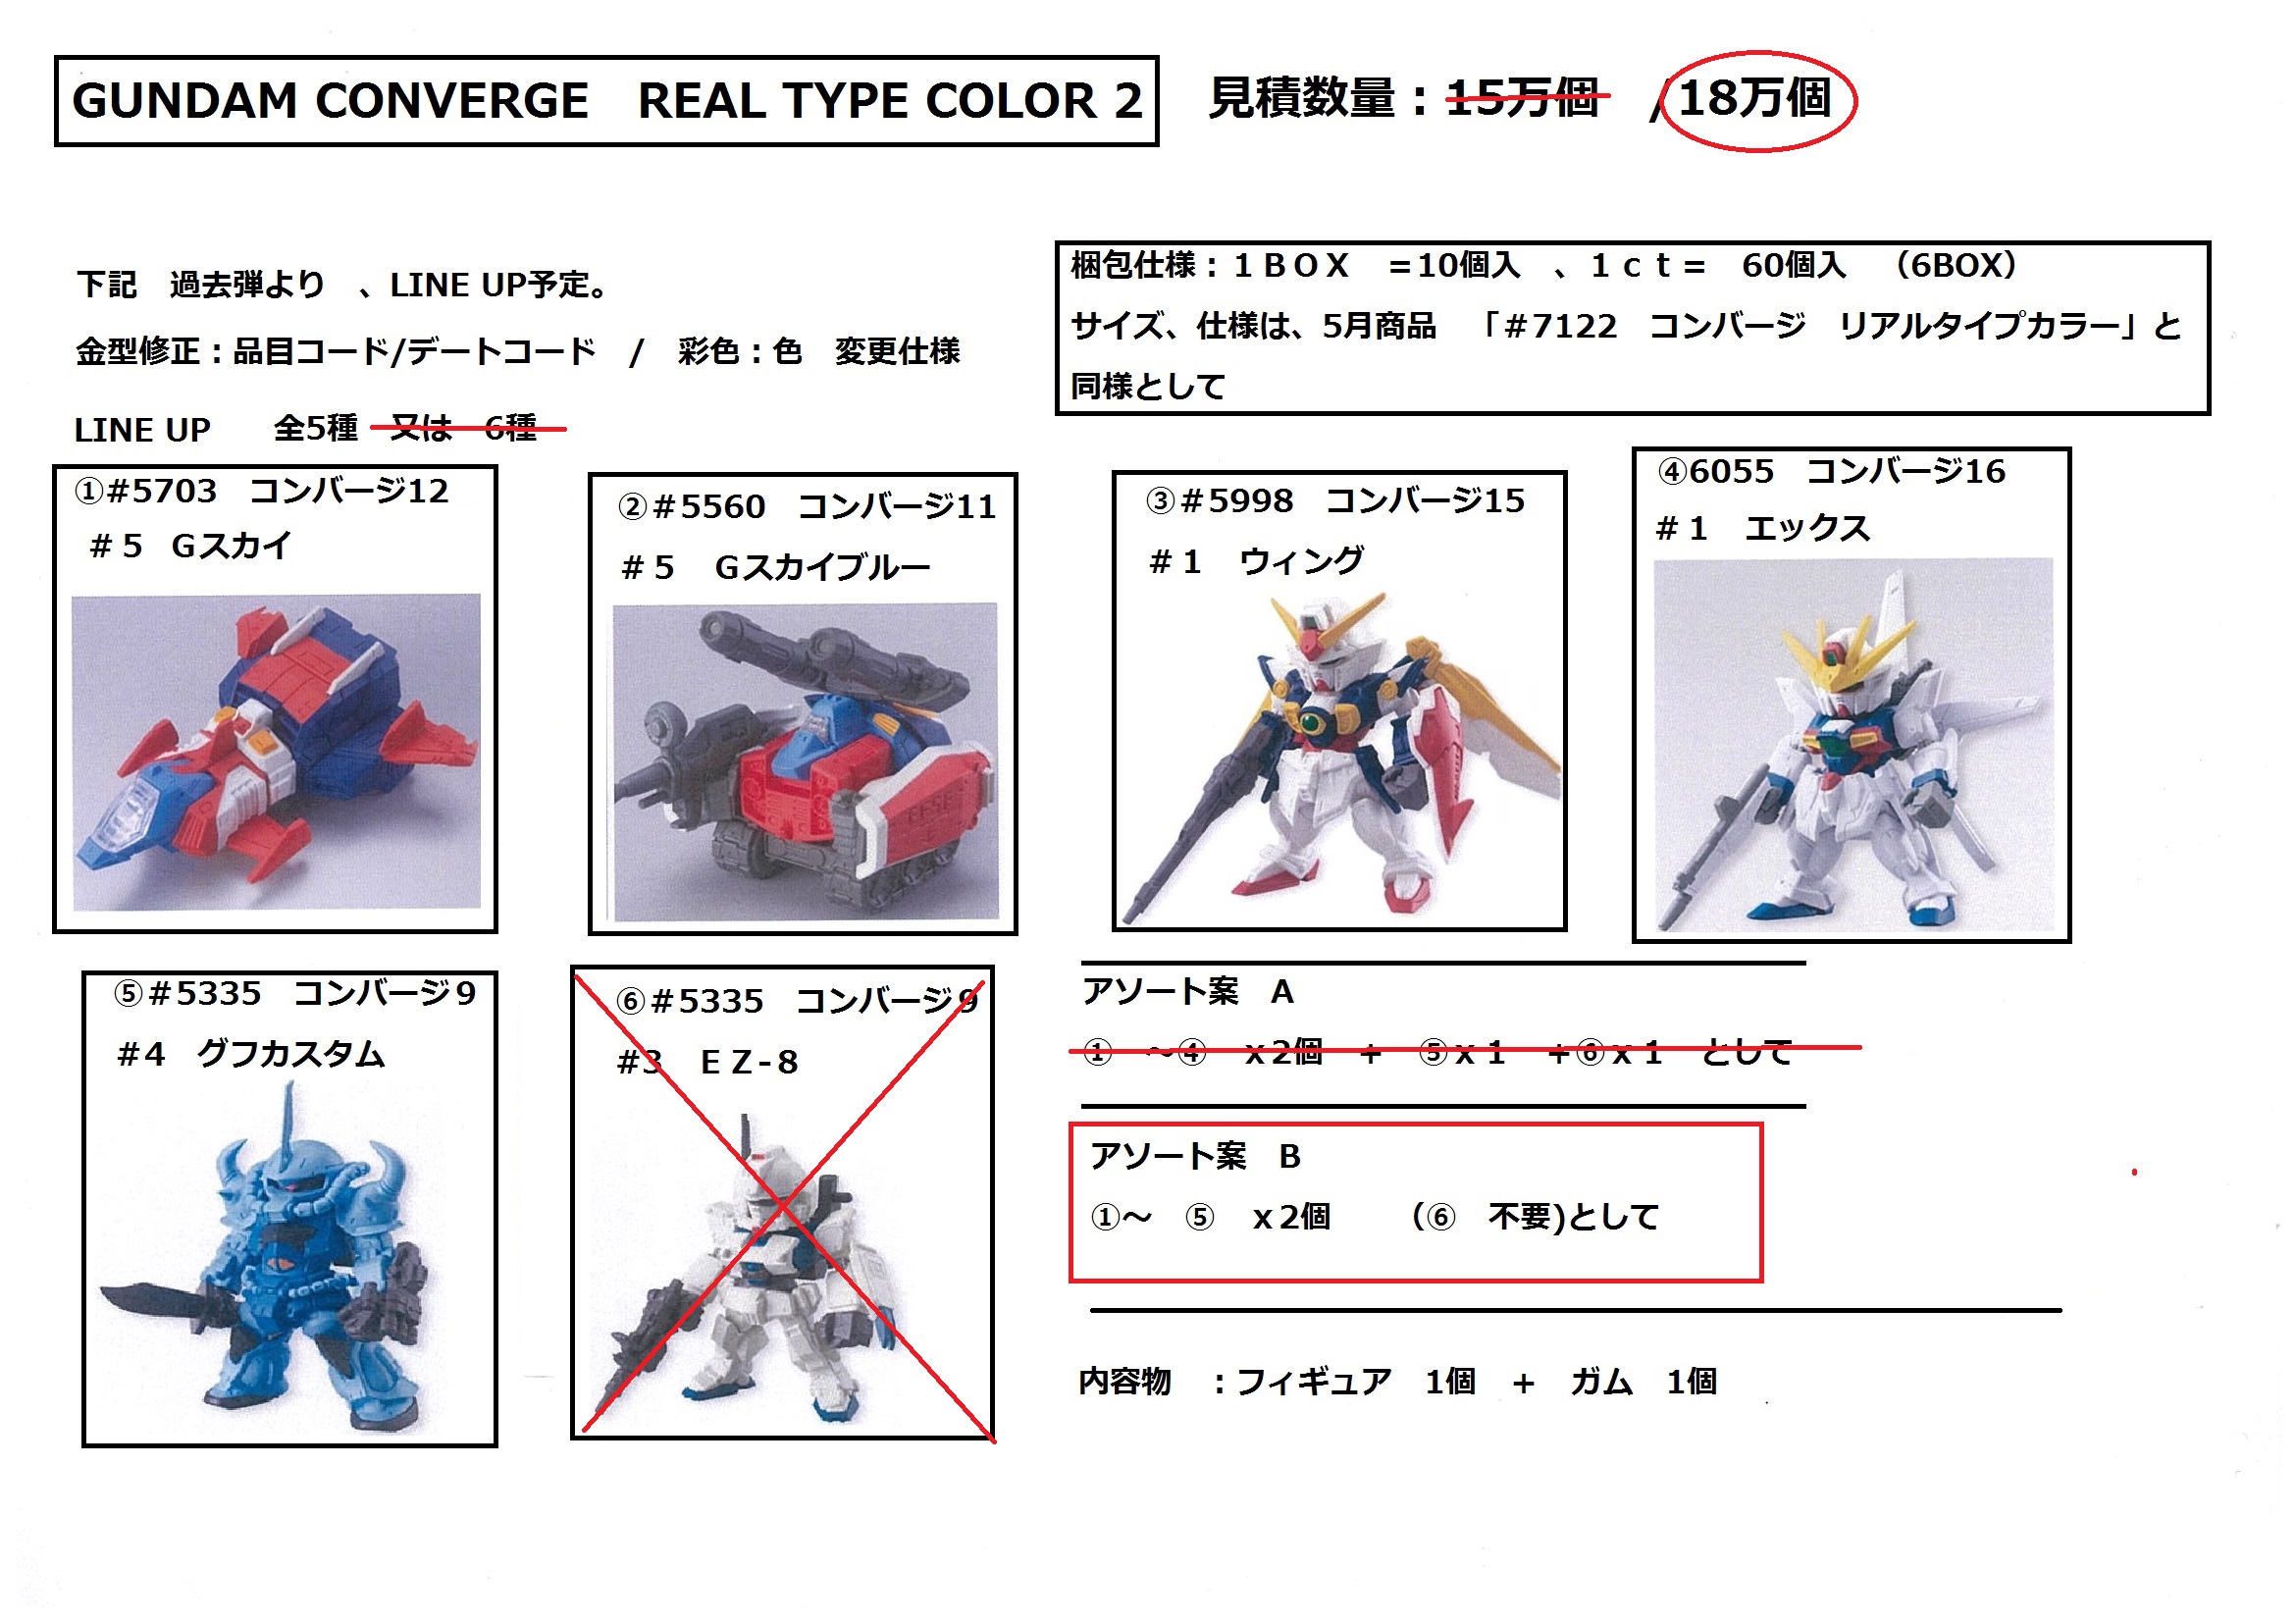 GUNDAM CONVERGE　REAL TYPE COLOR 2
見積数量：15万個　/18万個
下記　過去弾より　、LINE UP予定。
金型修正：品目コード/デートコード　/　彩色：色　変更仕様
LINE UP　　全5種　又は　6種
梱包仕様：１ＢＯＸ　＝10個入　、１ｃｔ＝　60個入　（6BOX）
サイズ、仕様は、5月商品　「＃7122　コンバージ　リアルタイプカラー」と
同様として
①#5703　コンバージ12
＃５　Ｇスカイ
②＃5560　コンバージ11
＃５　Ｇスカイブルー
③＃5998　コンバージ15
＃１　ウィング
④6055　コンバージ16
＃１　エックス
⑤＃5335　コンバージ９
#4　グフカスタム
⑥＃5335　コンバージ９
#3　ＥＺ-８
アソート案　A
①　～④　ｘ2個　+　⑤ｘ１　＋⑥ｘ１　として
アソート案　B
①～　⑤　ｘ2個　　（⑥　不要)として
内容物　：フィギュア　1個　+　ガム　1個